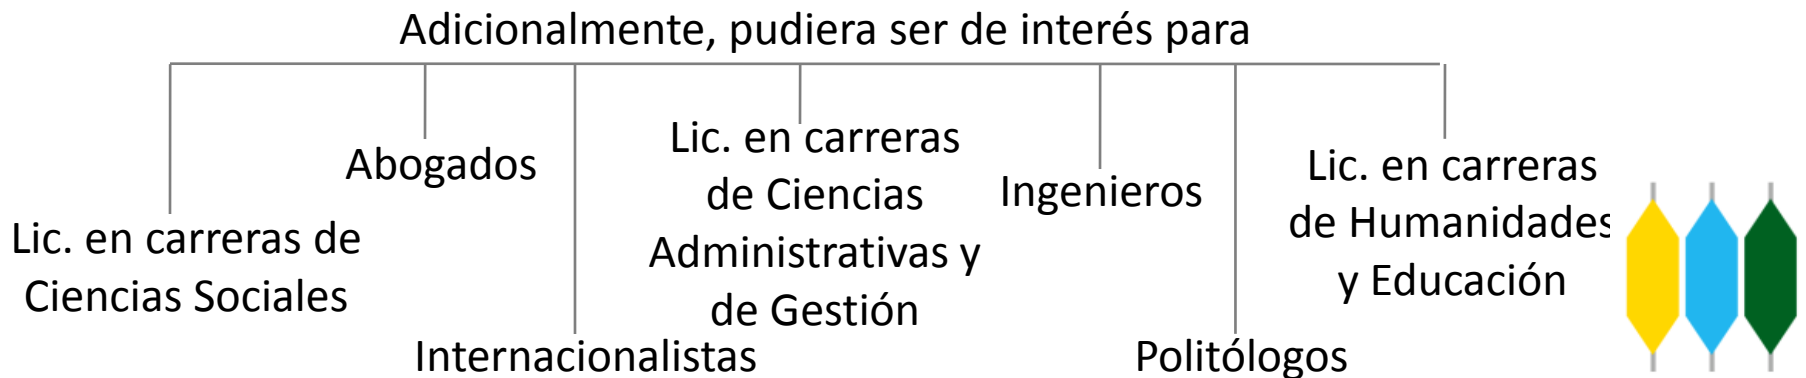 Adicionalmente, pudiera ser de interés para
Lic. en carreras de
Ciencias Sociales
Abogados
Internacionalistas
Lic. en carreras
de Ciencias
Administrativas y
de Gestión
Ingenieros
Politólogos
Lic. en carreras
de Humanidades
y Educación